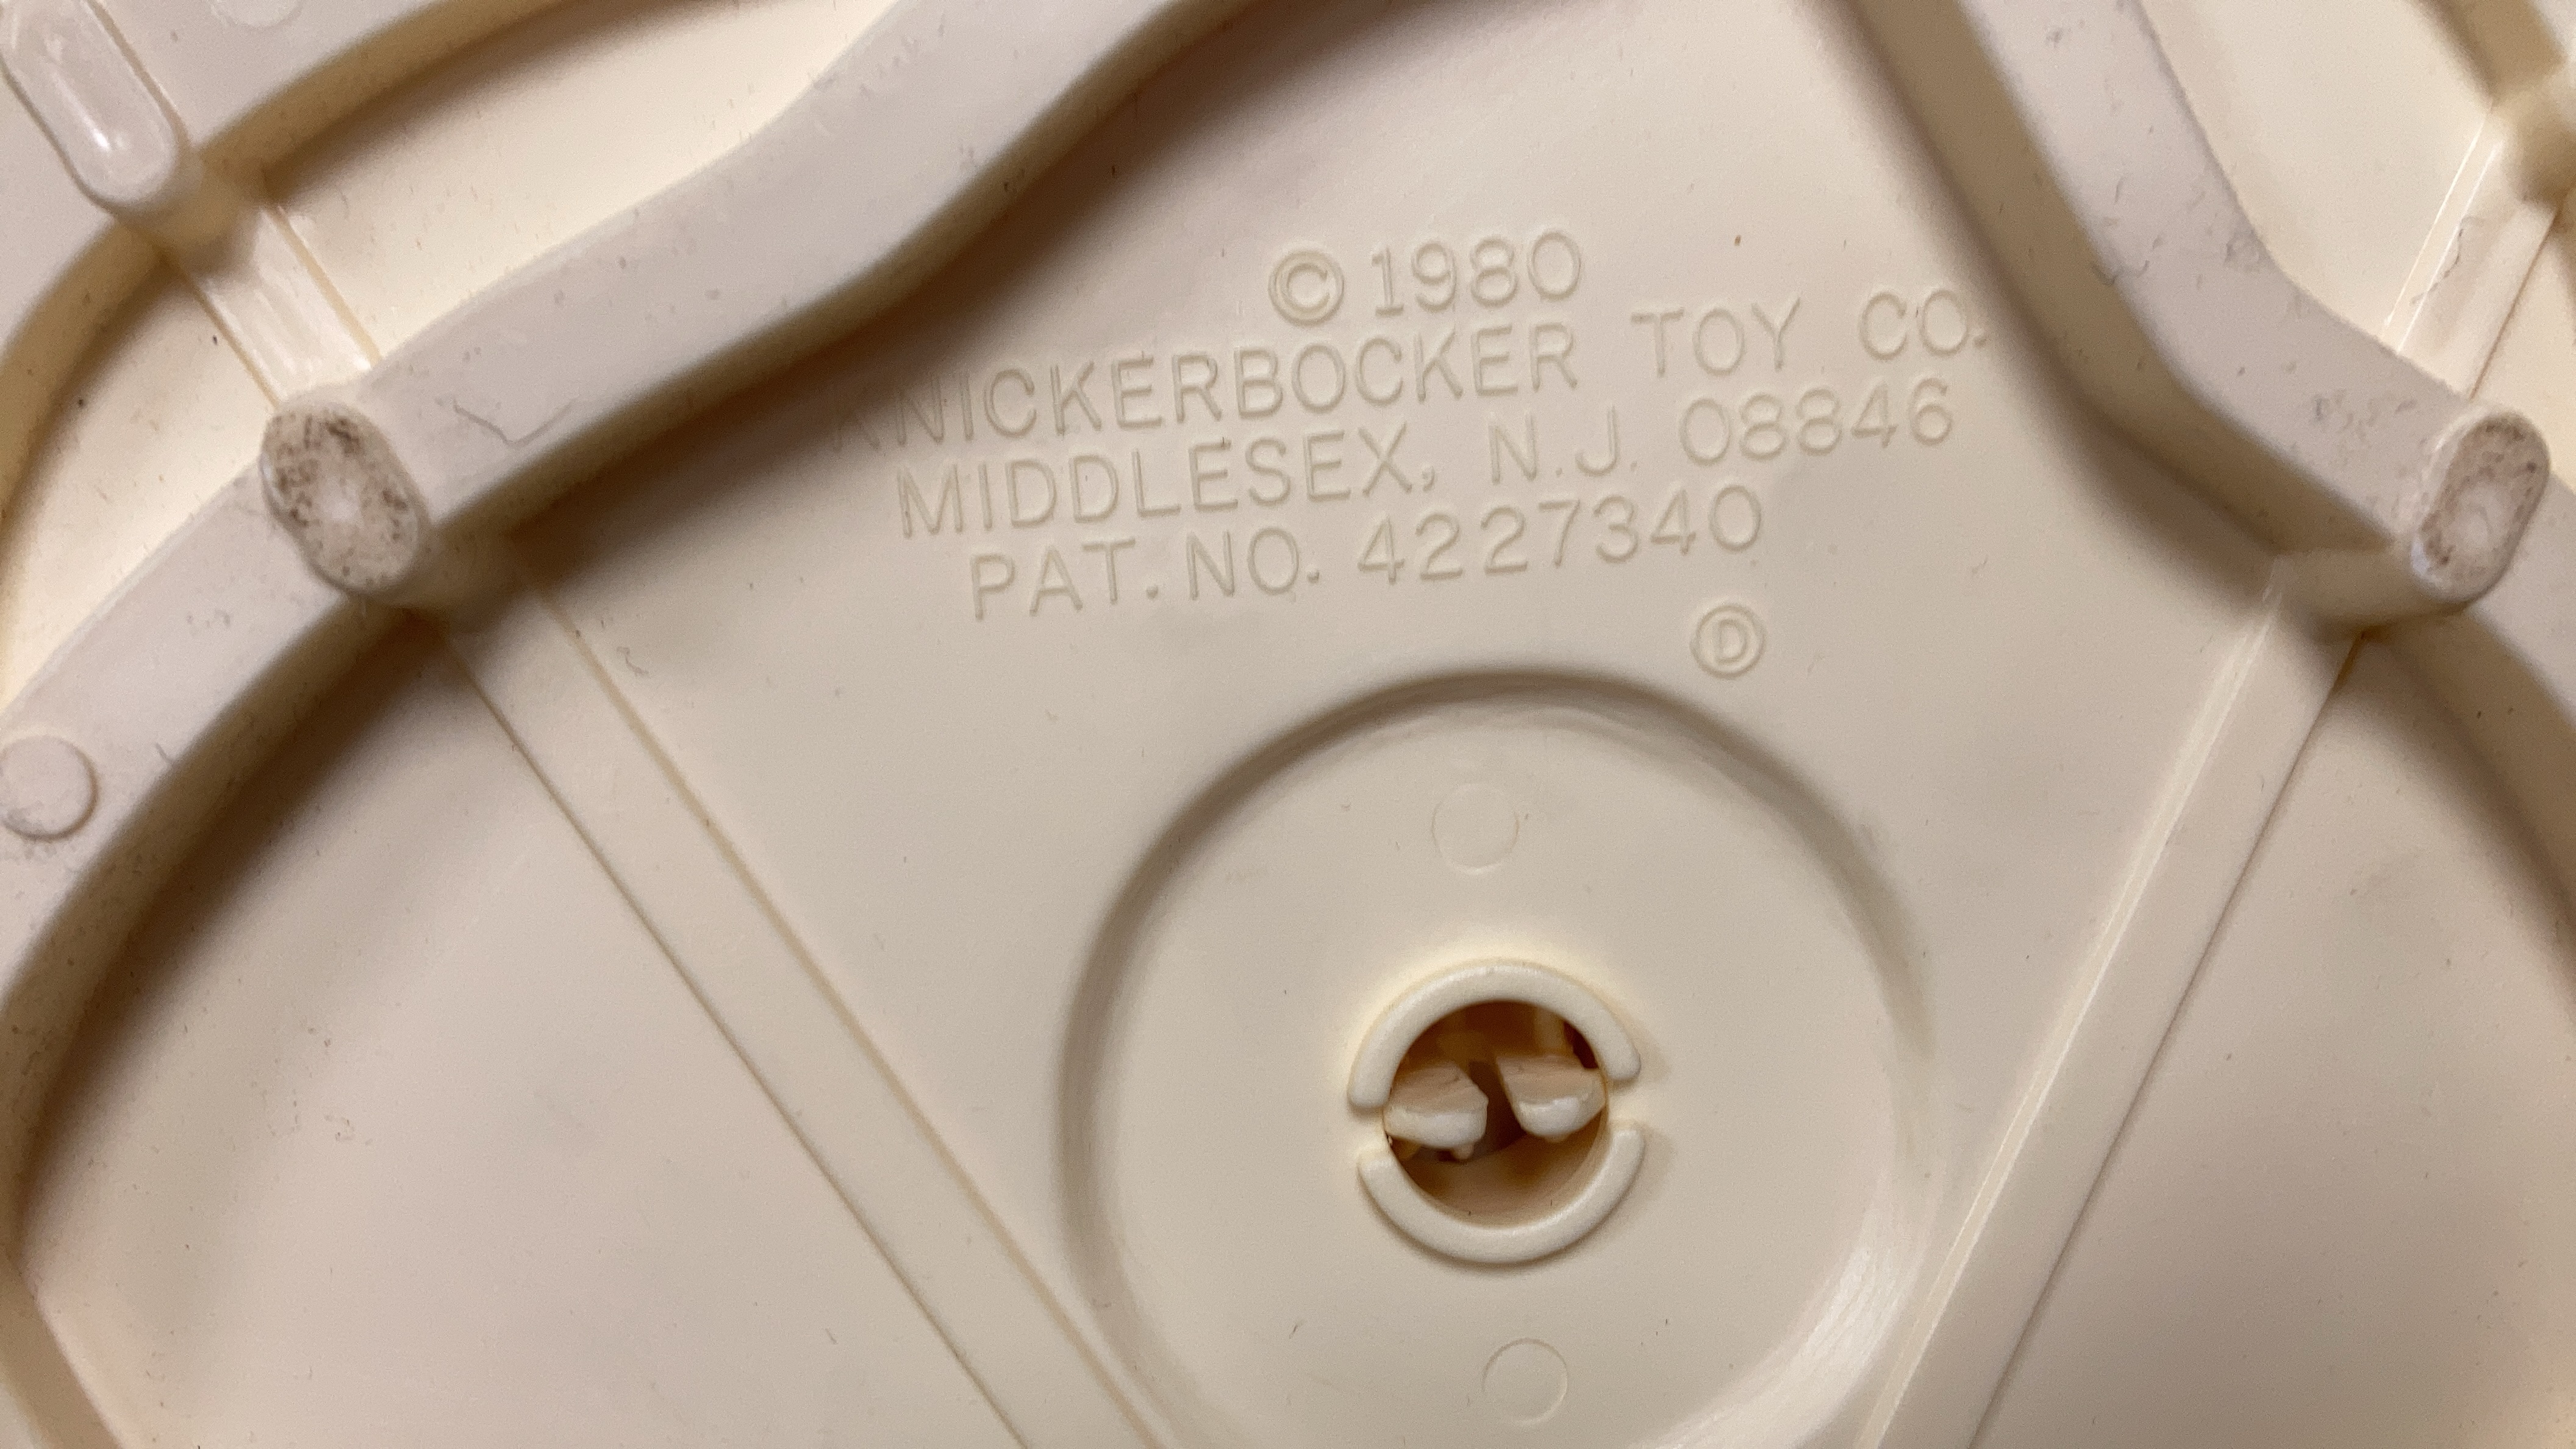 © 1980
KNICKERBOCKER TOY CO.
MIDDLESEX, N.J. 08846
PAT. NO. 4227340
Ⓓ